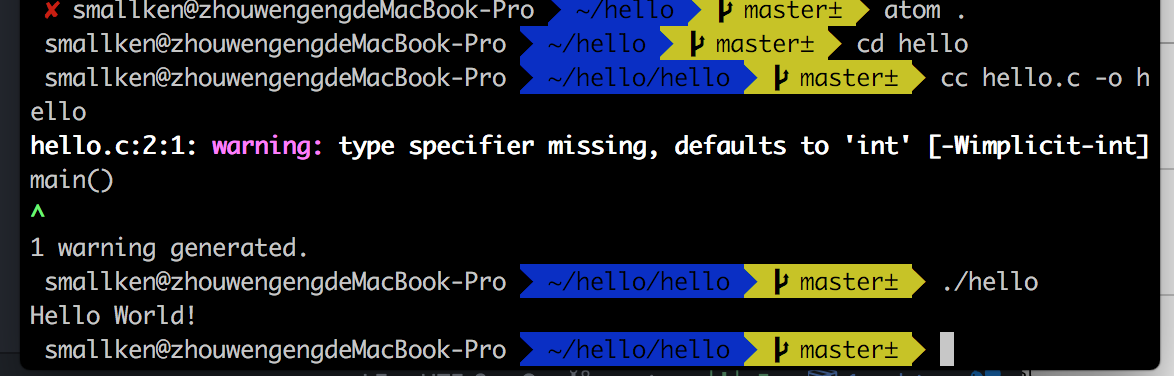 ✘ smallken@zhouwengengdeMacBook-Pro ~/hello master± atom .
smallken@zhouwengengdeMacBook-Pro ~/hello master± cd hello
smallken@zhouwengengdeMacBook-Pro ~/hello/hello master± cc hello.c -o h
ello
hello.c:2:1: warning: type specifier missing, defaults to 'int' [-Wimplicit-int]
main()
^
1 warning generated.
smallken@zhouwengengdeMacBook-Pro ~/hello/hello master± ./hello
Hello World!
smallken@zhouwengengdeMacBook-Pro ~/hello/hello master±